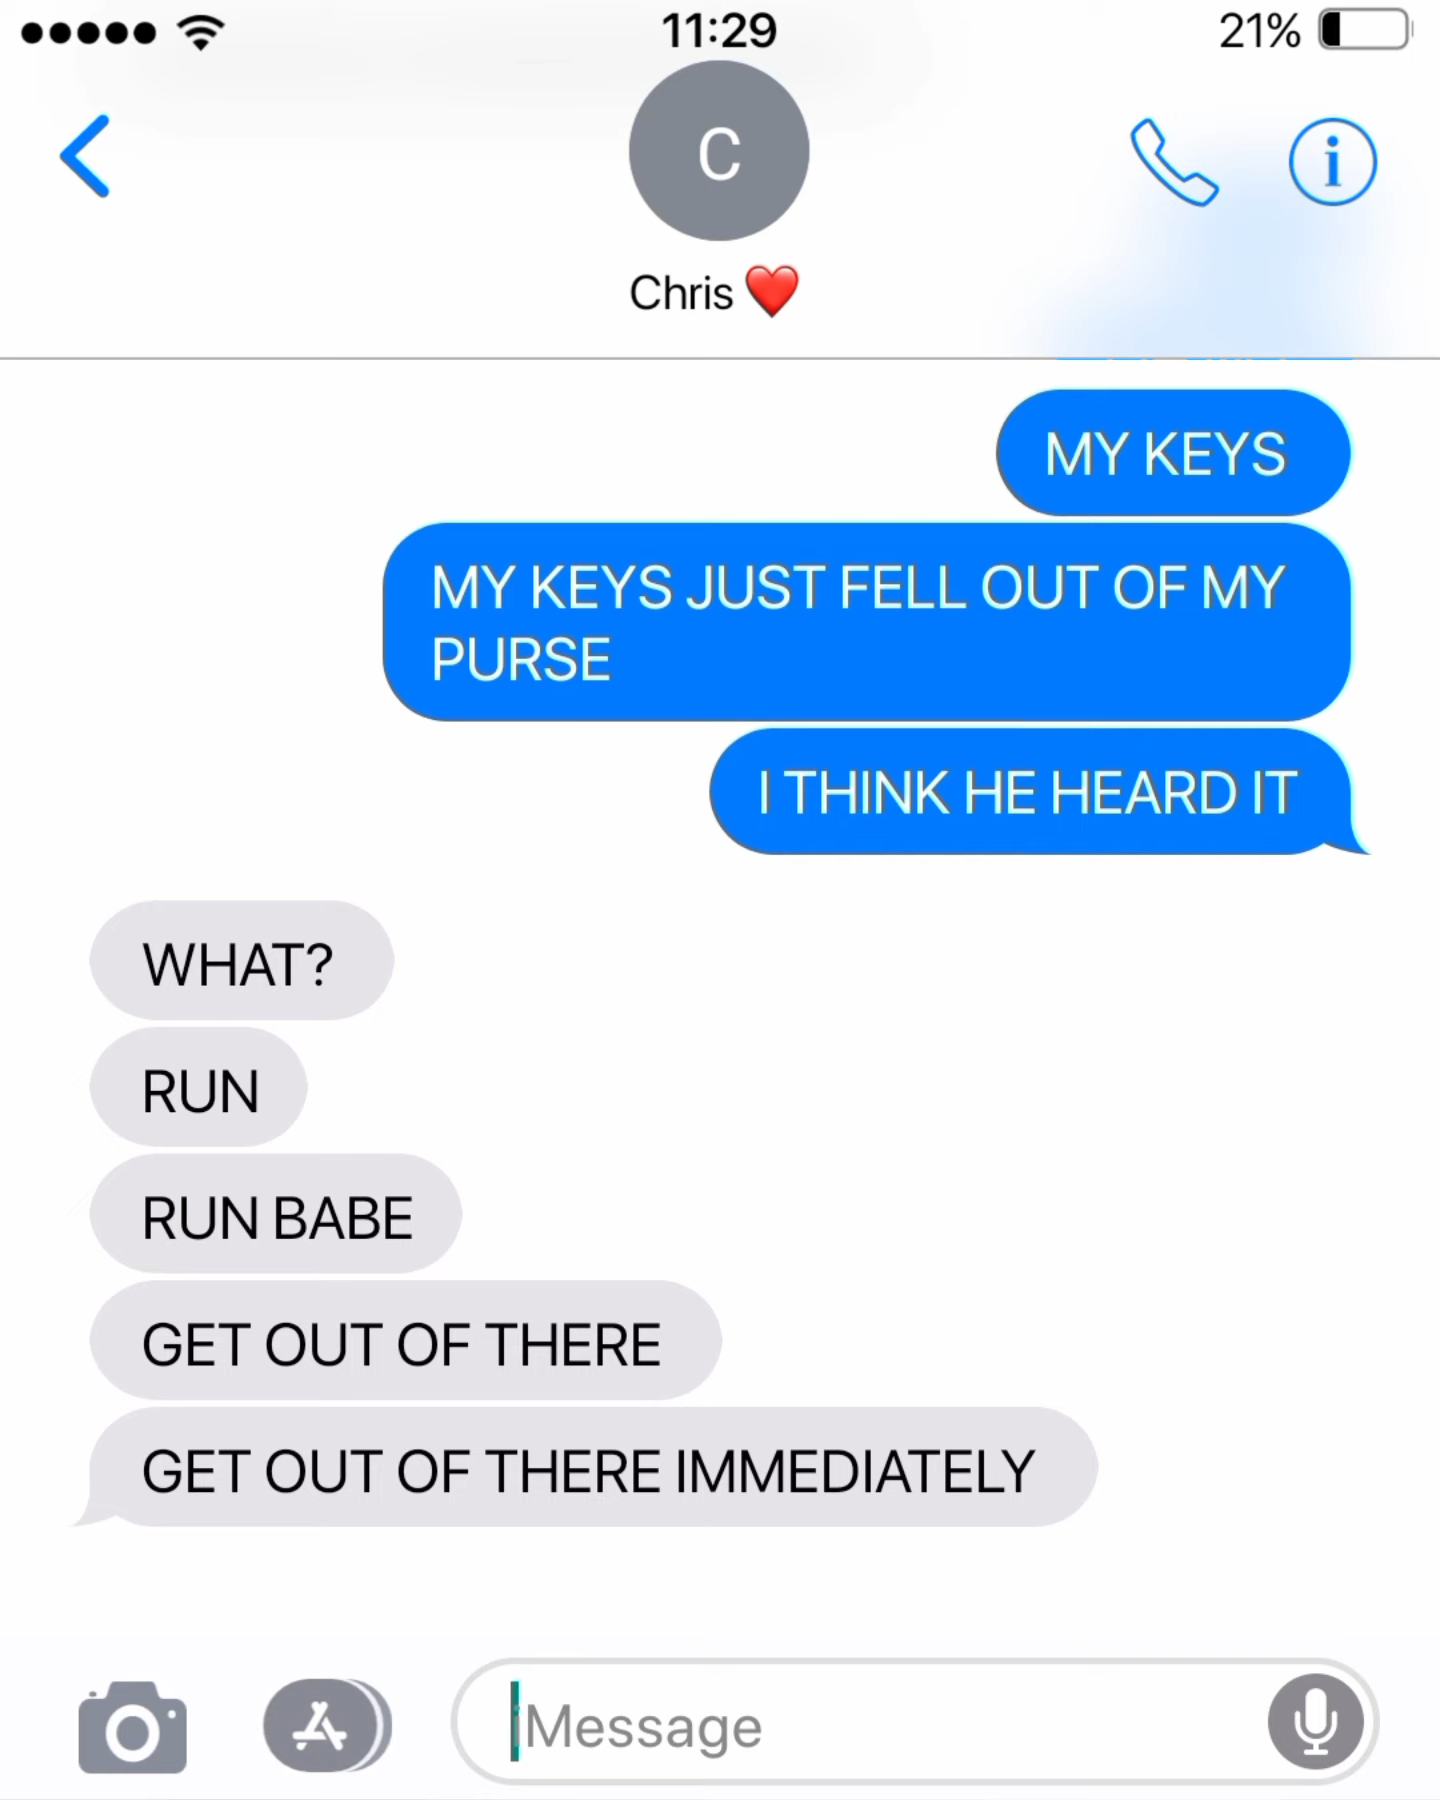 11:29
21%
C
Chris ❤️
MY KEYS
MY KEYS JUST FELL OUT OF MY
PURSE
I THINK HE HEARD IT
WHAT?
RUN
RUN BABE
GET OUT OF THERE
GET OUT OF THERE IMMEDIATELY
Message